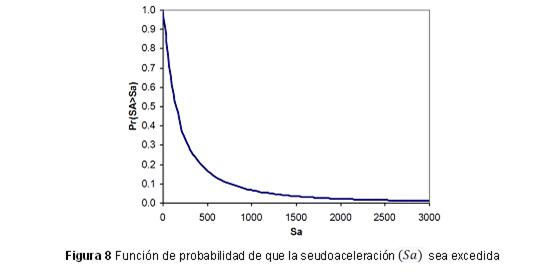 1.0
0.9
0.8
0.7
0.6
0.5
0.4
0.3
0.2
0.1
0.0
Pr(SA>Sa)
0 500 1000 1500 2000 2500 3000
Sa
Figura 8 Función de probabilidad de que la seudoaceleración (Sa) sea excedida